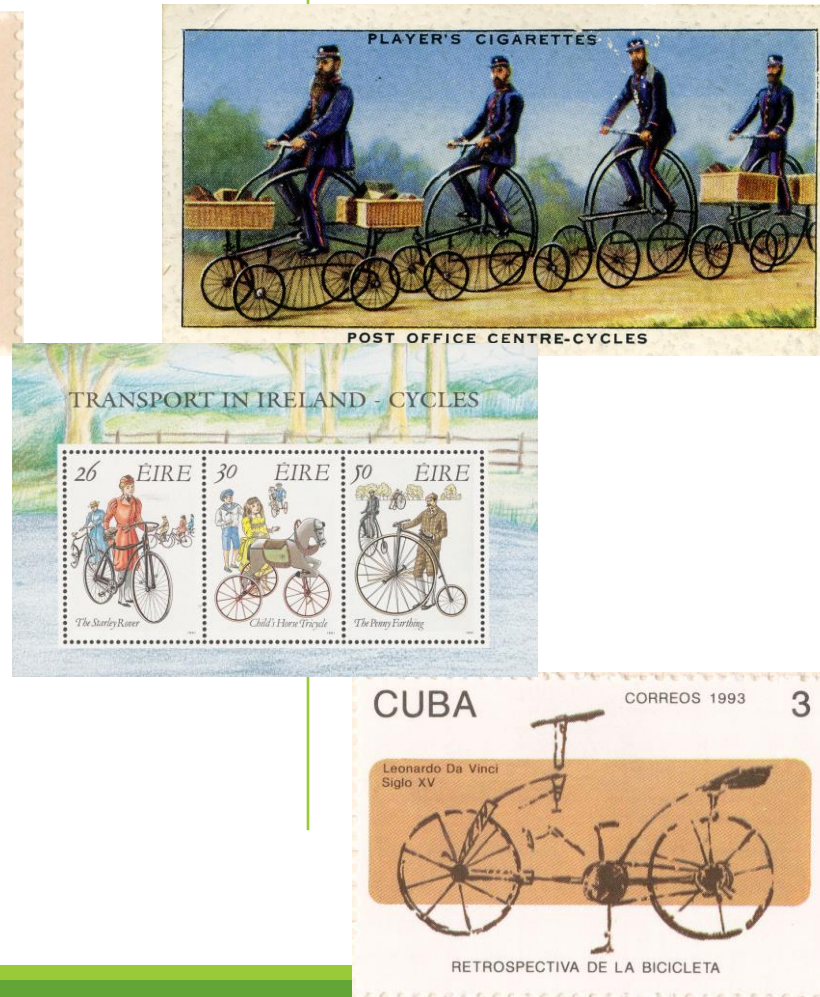 PLAYER'S CIGARETTES
POST OFFICE CENTRE-CYCLES
TRANSPORT IN IRELAND - CYCLES
26 ÉIRE
The Starley Rover
30 ÉIRE
Child's Horse Tricycle
50 ÉIRE
The Penny Farthing
CUBA
CORREOS 1993
3
Leonardo Da Vinci
Siglo XV
RETROSPECTIVA DE LA BICICLETA